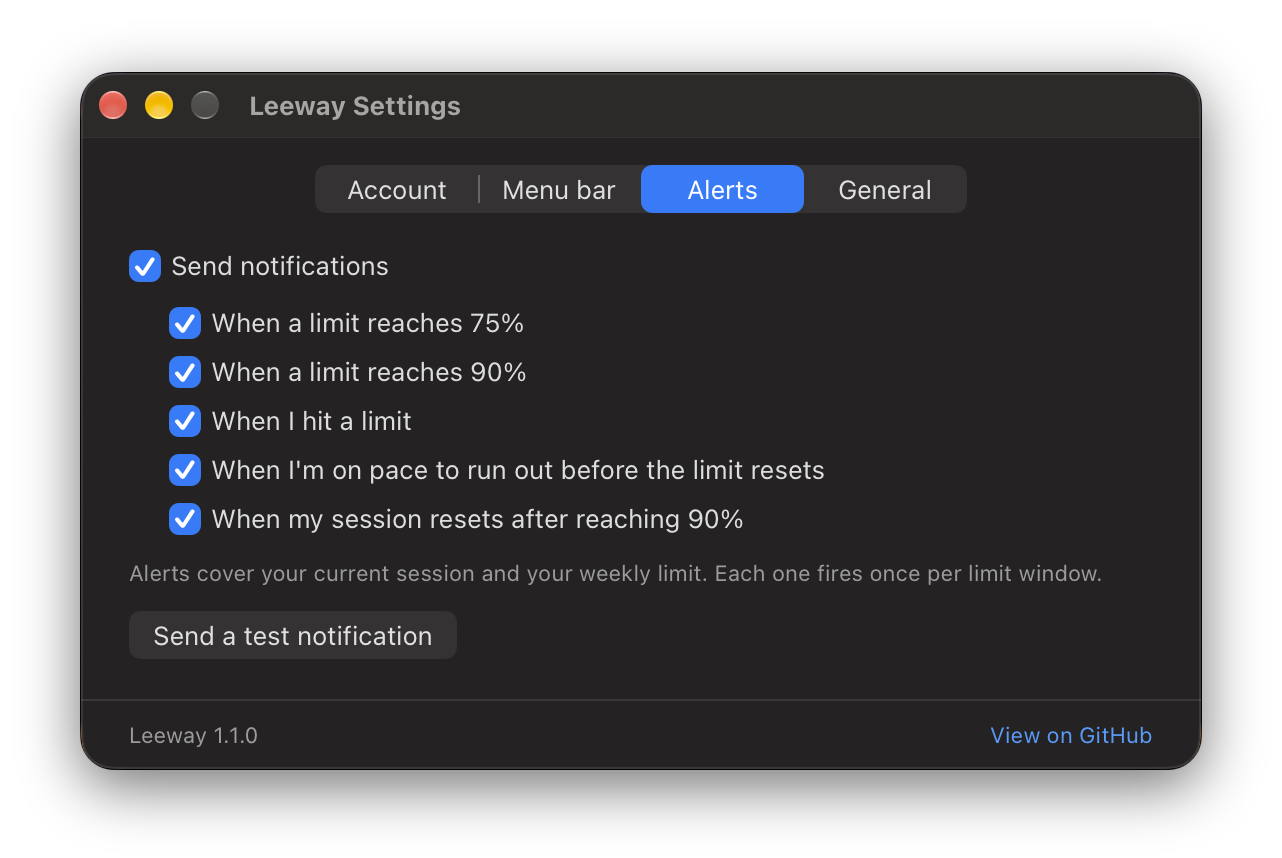 Leeway Settings
Account
Menu bar
Alerts
General
Send notifications
When a limit reaches 75%
When a limit reaches 90%
When I hit a limit
When I'm on pace to run out before the limit resets
When my session resets after reaching 90%
Alerts cover your current session and your weekly limit. Each one fires once per limit window.
Send a test notification
Leeway 1.1.0
View on GitHub